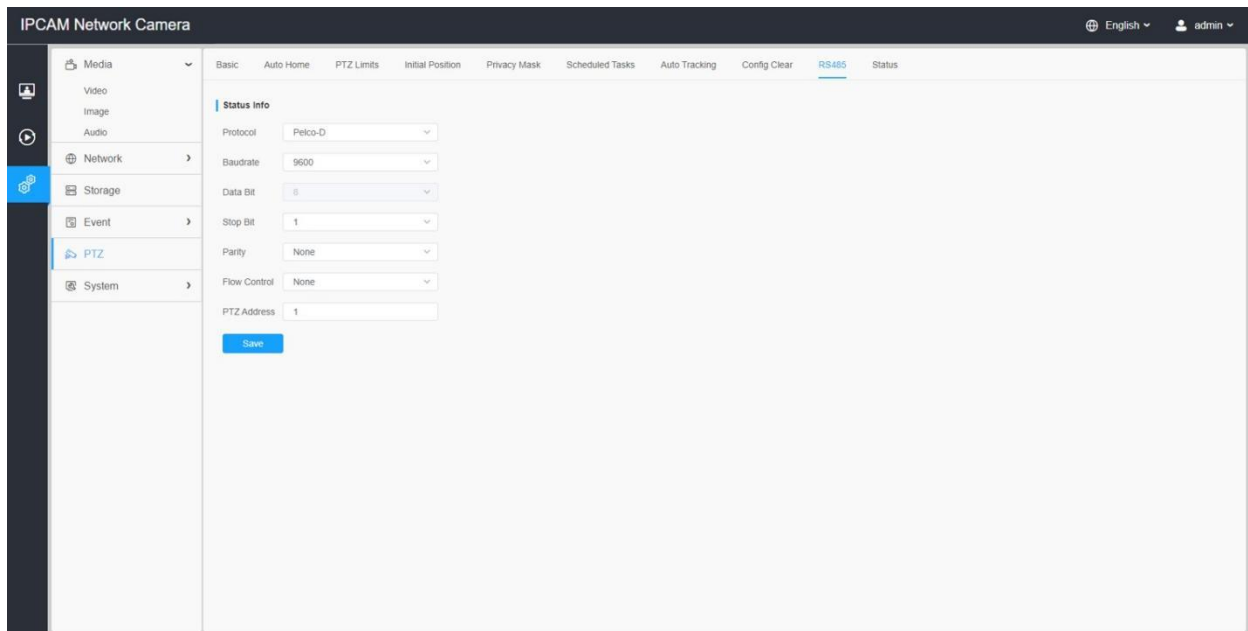 IPCAM Network Camera English admin
Media
Video
Image
Audio
Network
Storage
Event
PTZ
System
Basic Auto Home PTZ Limits Initial Position Privacy Mask Scheduled Tasks Auto Tracking Config Clear RS485 Status
Status Info
Protocol Pelco-D
Baudrate 9600
Data Bit 8
Stop Bit 1
Parity None
Flow Control None
PTZ Address 1
Save